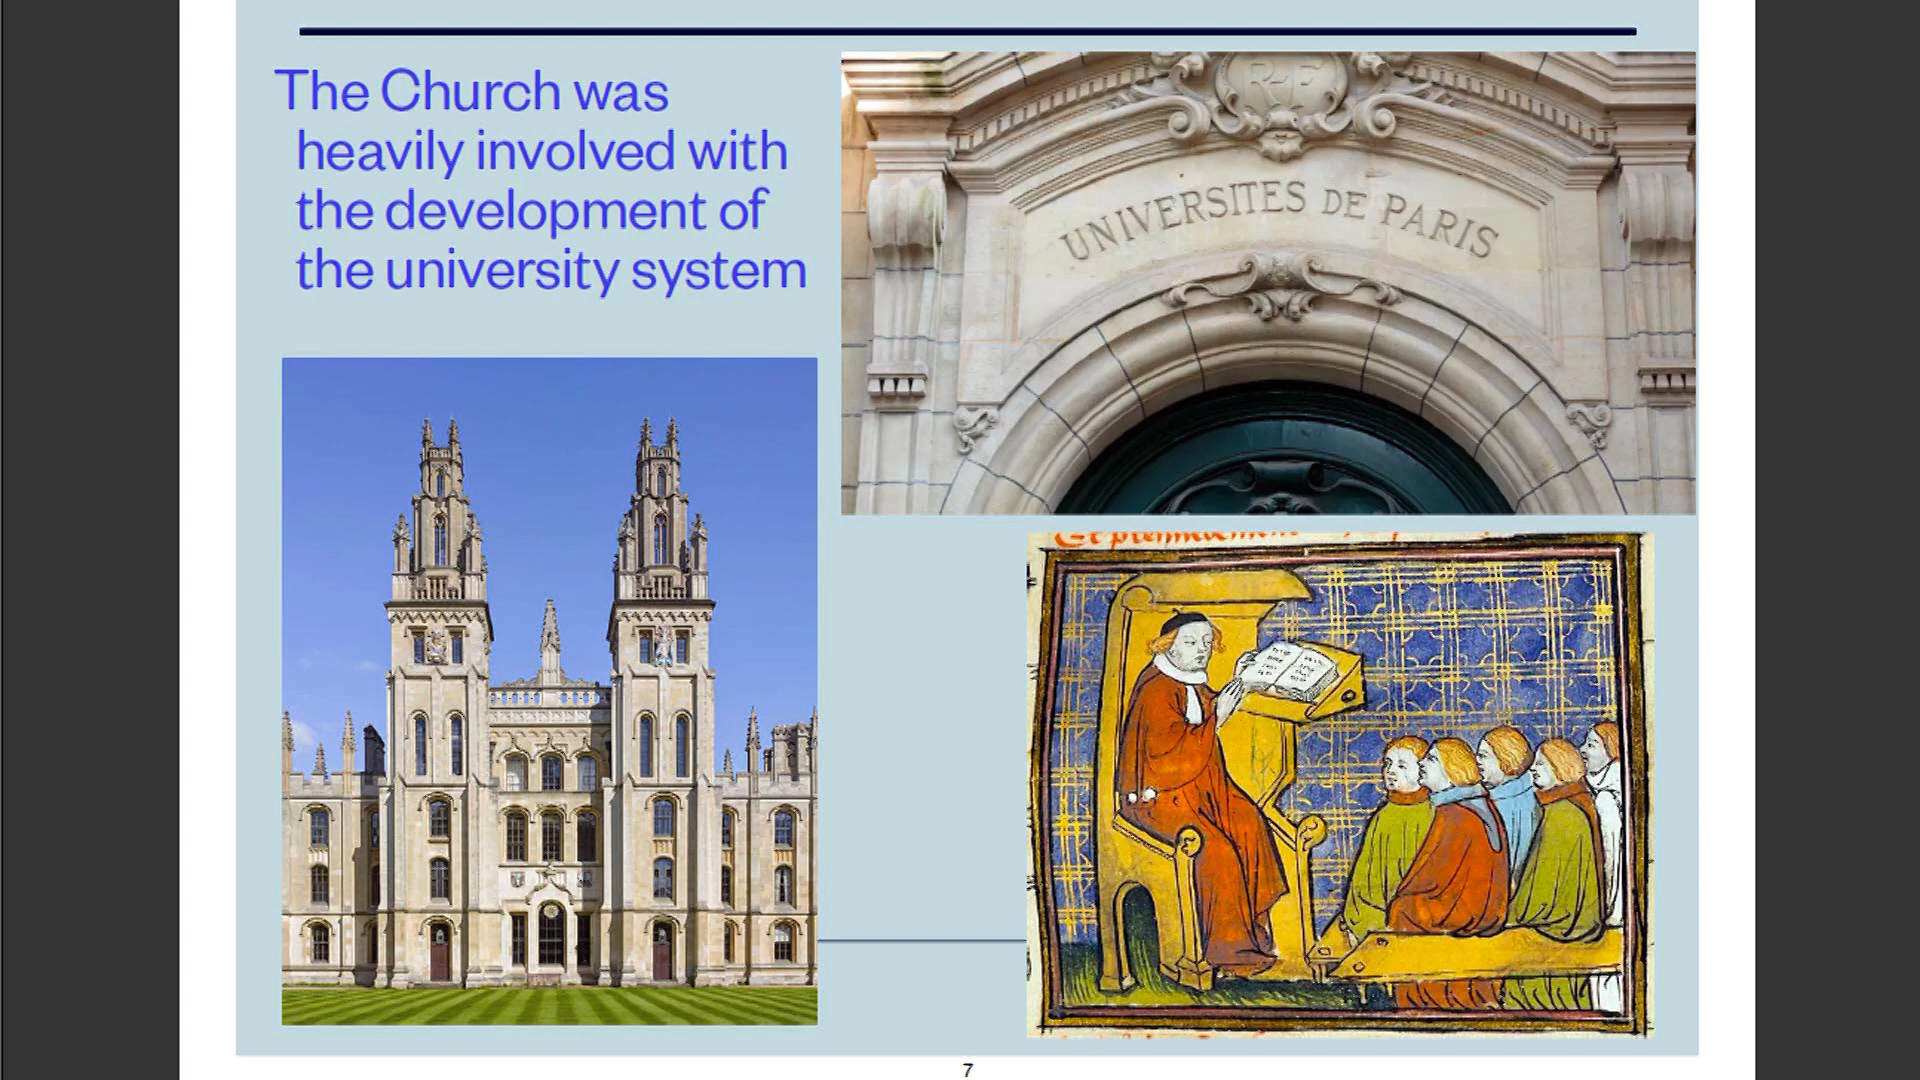 The Church was
heavily involved with
the development of
the university system
R F
UNIVERSITES DE PARIS
7